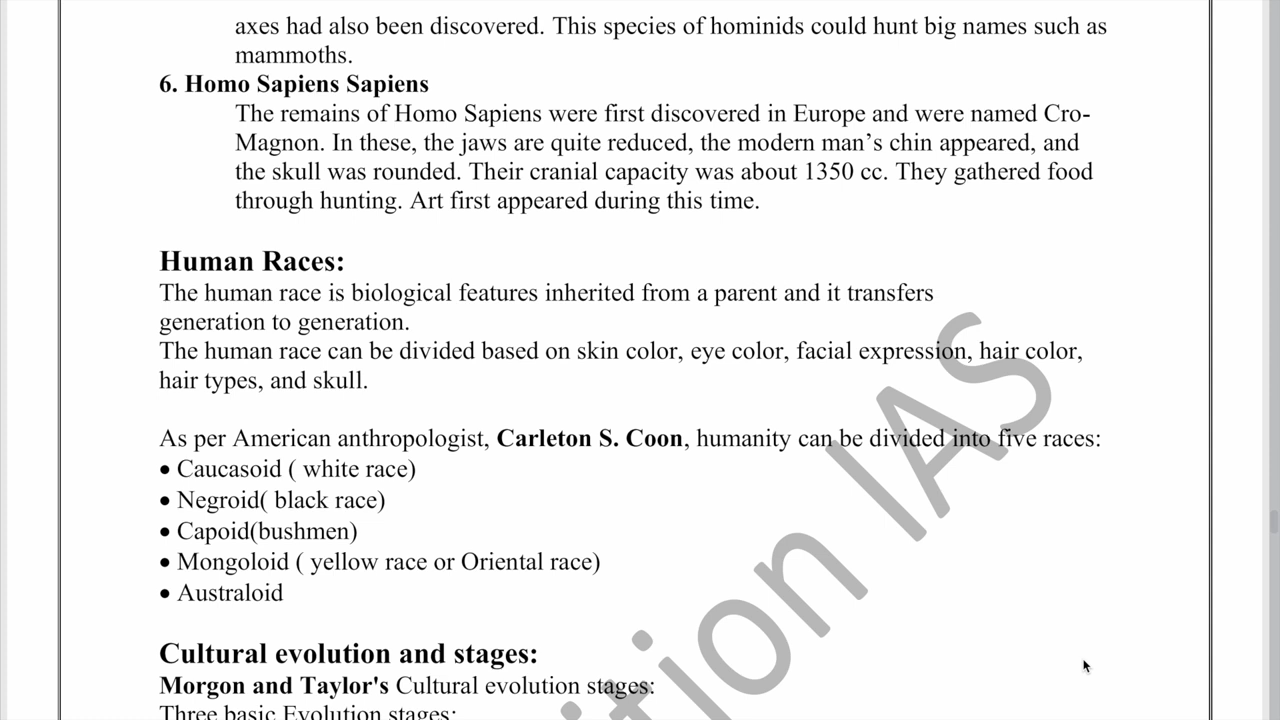 axes had also been discovered. This species of hominids could hunt big names such as
mammoths.
6. Homo Sapiens Sapiens
The remains of Homo Sapiens were first discovered in Europe and were named Cro-
Magnon. In these, the jaws are quite reduced, the modern man’s chin appeared, and
the skull was rounded. Their cranial capacity was about 1350 cc. They gathered food
through hunting. Art first appeared during this time.
Human Races:
The human race is biological features inherited from a parent and it transfers
generation to generation.
The human race can be divided based on skin color, eye color, facial expression, hair color,
hair types, and skull.
As per American anthropologist, Carleton S. Coon, humanity can be divided into five races:
• Caucasoid ( white race)
• Negroid( black race)
• Capoid(bushmen)
• Mongoloid ( yellow race or Oriental race)
• Australoid
Cultural evolution and stages:
Morgon and Taylor's Cultural evolution stages:
Three basic Evolution stages:
ition IAS